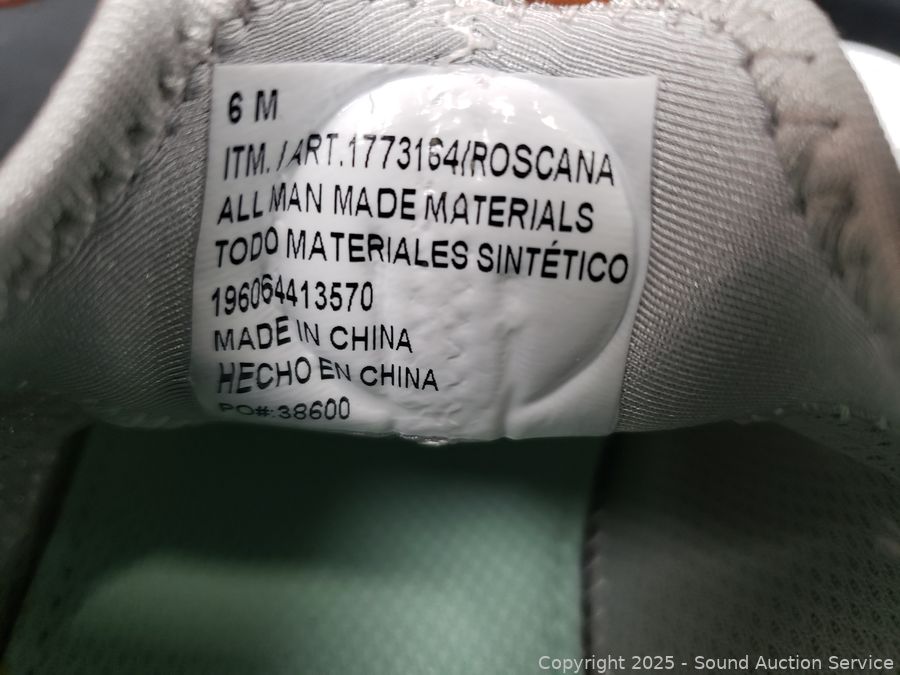 6 M
ITM. / ART.1773164/ROSCANA
ALL MAN MADE MATERIALS
TODO MATERIALES SINTÉTICO
196064413570
MADE IN CHINA
HECHO EN CHINA
PO#:38600
Copyright 2025 - Sound Auction Service